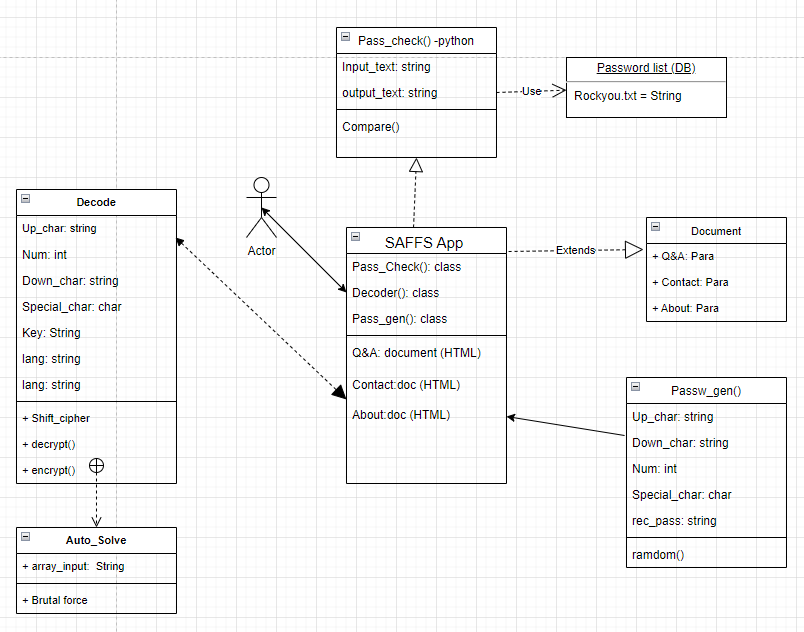 Pass_check() -python
Input_text: string
output_text: string
Compare()
Use
Password list (DB)
Rockyou.txt = String
Actor
Decode
Up_char: string
Num: int
Down_char: string
Special_char: char
Key: String
lang: string
lang: string
+ Shift_cipher
+ decrypt()
+ encrypt()
SAFFS App
Pass_Check(): class
Decoder(): class
Pass_gen(): class
Q&A: document (HTML)
Contact:doc (HTML)
About:doc (HTML)
Extends
Document
+ Q&A: Para
+ Contact: Para
+ About: Para
Passw_gen()
Up_char: string
Down_char: string
Num: int
Special_char: char
rec_pass: string
ramdom()
Auto_Solve
+ array_input: String
+ Brutal force